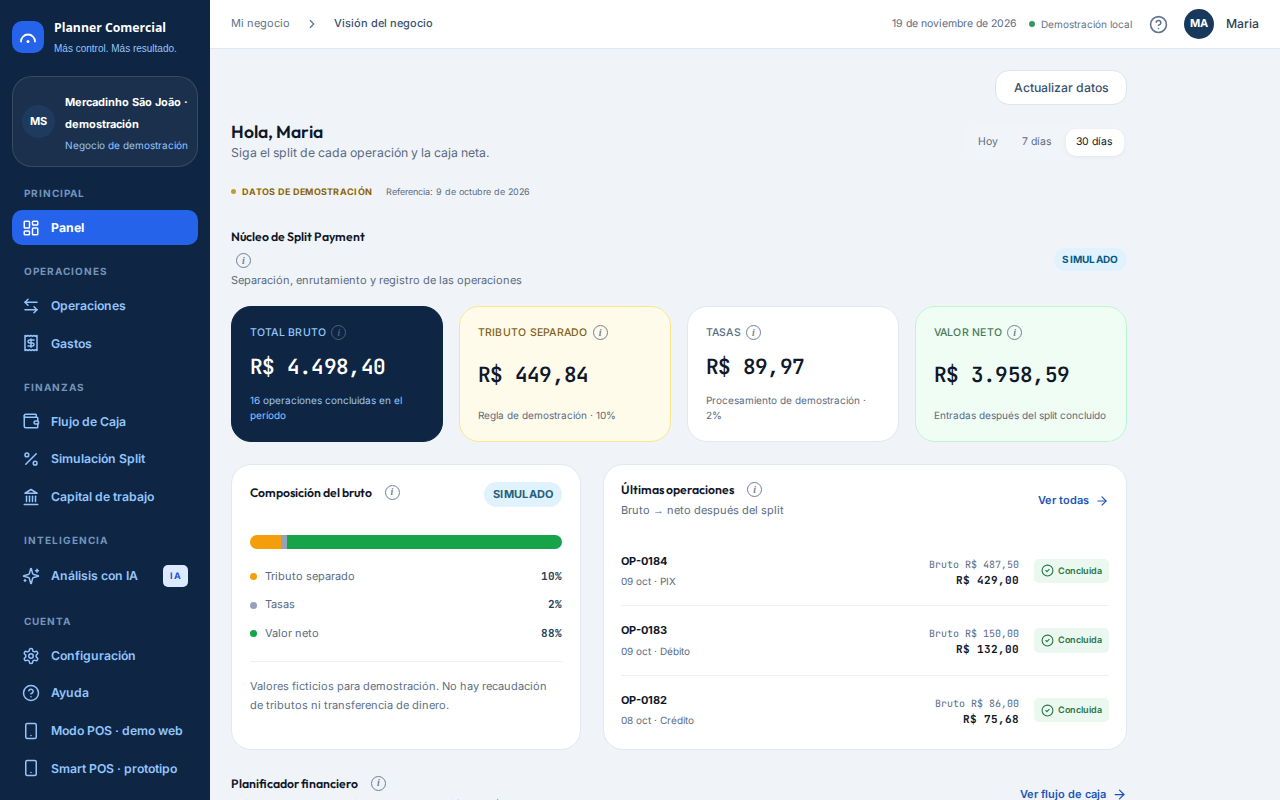 Planner Comercial
Más control. Más resultado.
MS
Mercadinho São João ·
demostración
Negocio de demostración
PRINCIPAL
Panel
OPERACIONES
Operaciones
Gastos
FINANZAS
Flujo de Caja
Simulación Split
Capital de trabajo
INTELIGENCIA
Análisis con IA
IA
CUENTA
Configuración
Ayuda
Modo POS · demo web
Smart POS · prototipo
Mi negocio
Visión del negocio
19 de noviembre de 2026
Demostración local
MA
Maria
Actualizar datos
Hola, Maria
Siga el split de cada operación y la caja neta.
Hoy
7 días
30 días
DATOS DE DEMOSTRACIÓN
Referencia: 9 de octubre de 2026
Núcleo de Split Payment
Separación, enrutamiento y registro de las operaciones
SIMULADO
TOTAL BRUTO
R$ 4.498,40
16 operaciones concluidas en el
período
TRIBUTO SEPARADO
R$ 449,84
Regla de demostración · 10%
TASAS
R$ 89,97
Procesamiento de demostración ·
2%
VALOR NETO
R$ 3.958,59
Entradas después del split concluido
Composición del bruto
SIMULADO
Tributo separado
10%
Tasas
2%
Valor neto
88%
Valores ficticios para demostración. No hay recaudación
de tributos ni transferencia de dinero.
Últimas operaciones
Bruto → neto después del split
Ver todas
OP-0184
09 oct · PIX
Bruto R$ 487,50
R$ 429,00
Concluida
OP-0183
09 oct · Débito
Bruto R$ 150,00
R$ 132,00
Concluida
OP-0182
08 oct · Crédito
Bruto R$ 86,00
R$ 75,68
Concluida
Planificador financiero
Ver flujo de caja